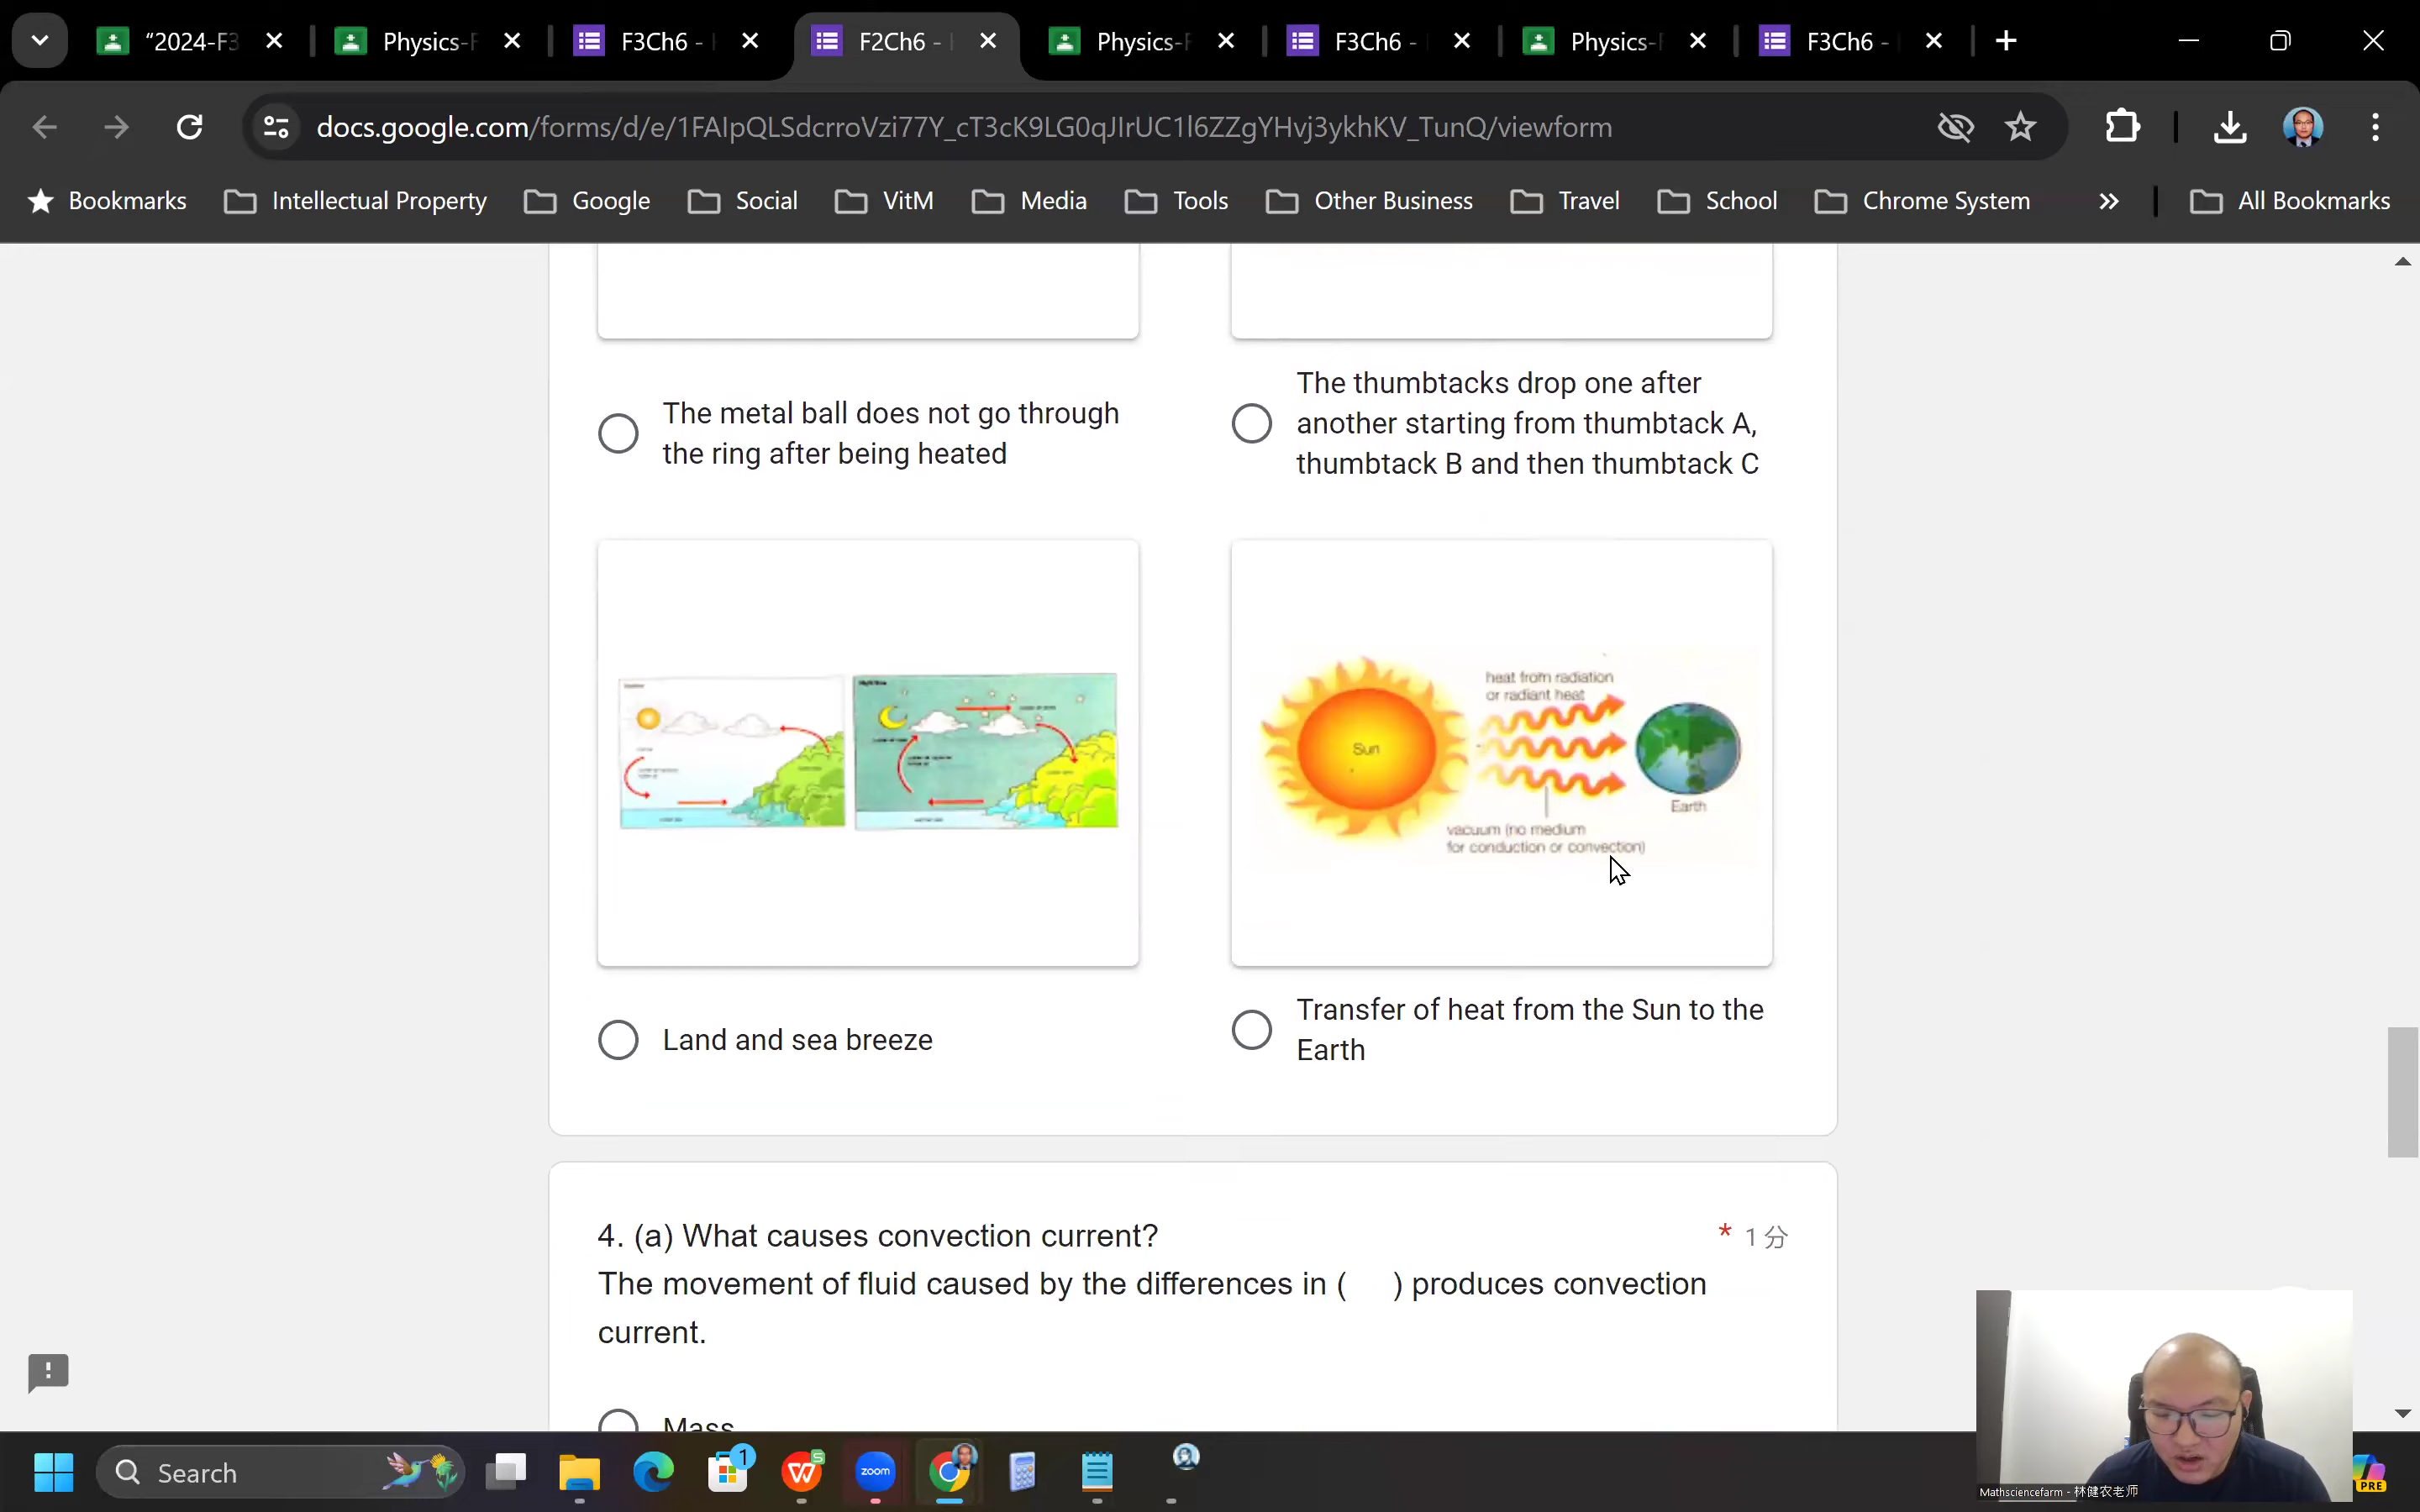 "2024-F3
Physics-F
F3Ch6 -
F2Ch6 -
Physics-F
F3Ch6 -
Physics-F
F3Ch6 -
docs.google.com/forms/d/e/1FAIpQLSdcrroVzi77Y_cT3cK9LG0qJIrUC1l6ZZgYHvj3ykhKV_TunQ/viewform
Bookmarks
Intellectual Property
Google
Social
VitM
Media
Tools
Other Business
Travel
School
Chrome System
All Bookmarks
The metal ball does not go through
the ring after being heated
The thumbtacks drop one after
another starting from thumbtack A,
thumbtack B and then thumbtack C
heat from radiation
or radiant heat
Sun
Earth
vacuum (no medium
for conduction or convection)
Land and sea breeze
Transfer of heat from the Sun to the
Earth
4. (a) What causes convection current?
* 1 分
The movement of fluid caused by the differences in ( ) produces convection
current.
Mass
Search
1
zoom
PRE
Mathsciencefarm - 林健农老师